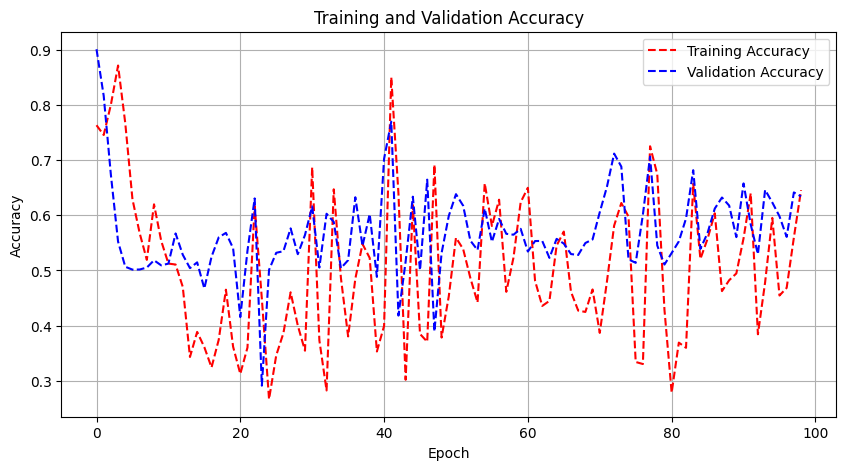 Training and Validation Accuracy
Training Accuracy
Validation Accuracy
Accuracy
0.9
0.8
0.7
0.6
0.5
0.4
0.3
0
20
40
60
80
100
Epoch